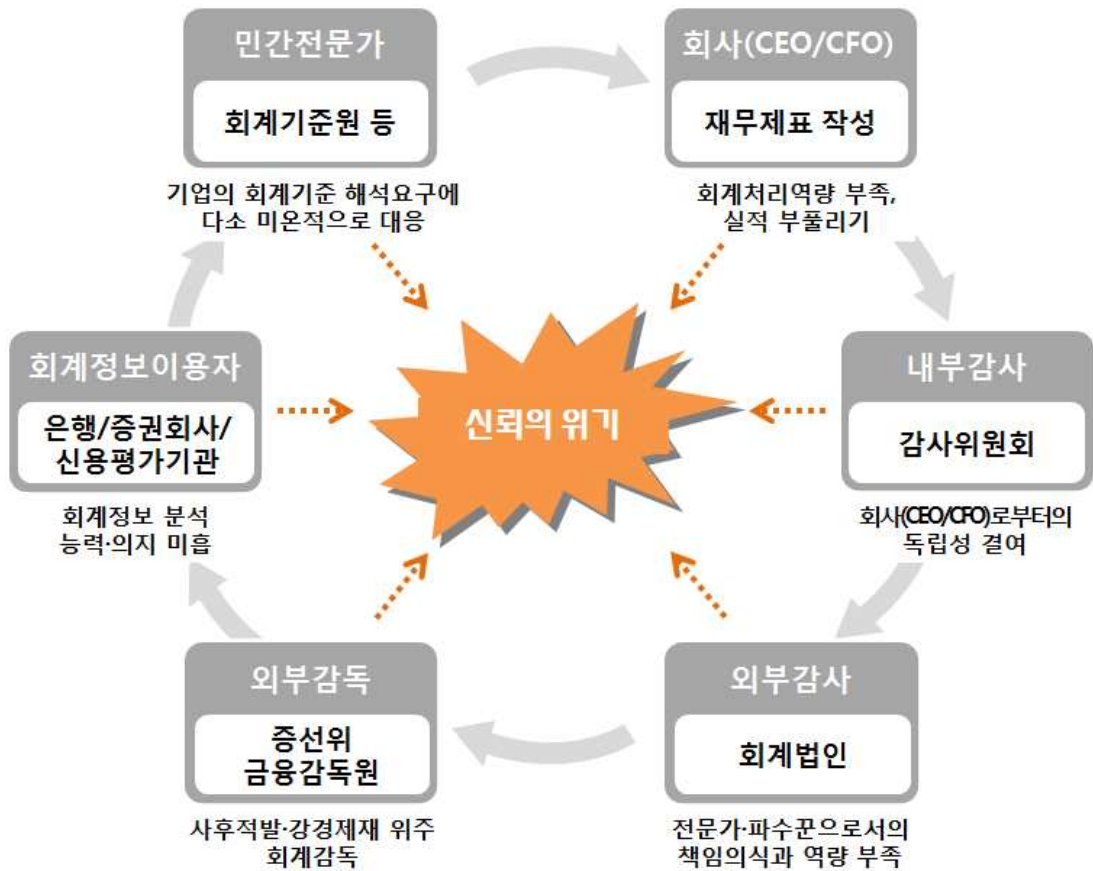 민간전문가
회계기준원 등
기업의 회계기준 해석요구에
다소 미온적으로 대응
회사(CEO/CFO)
재무제표 작성
회계처리역량 부족,
실적 부풀리기
회계정보이용자
은행/증권회사/
신용평가기관
회계정보 분석
능력·의지 미흡
신뢰의 위기
내부감사
감사위원회
회사(CEO/CFO)로부터의
독립성 결여
외부감독
증선위
금융감독원
사후적발·강경제재 위주
회계감독
외부감사
회계법인
전문가·파수꾼으로서의
책임의식과 역량 부족